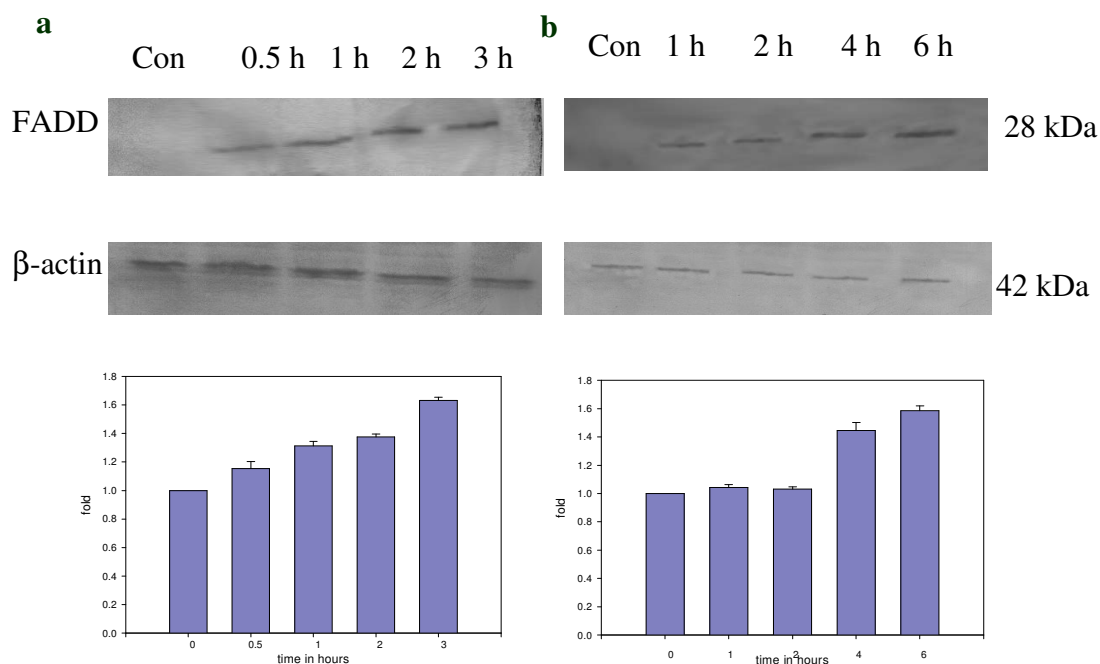 a
Con 0.5 h 1 h 2 h 3 h
b
Con 1 h 2 h 4 h 6 h
FADD
28 kDa
β-actin
42 kDa
1.8
1.6
1.4
1.2
1.0
0.8
0.6
0.4
0.2
0.0
fold
0 0.5 1 2 3
time in hours
1.8
1.6
1.4
1.2
1.0
0.8
0.6
0.4
0.2
0.0
fold
0 1 2 4 6
time in hours